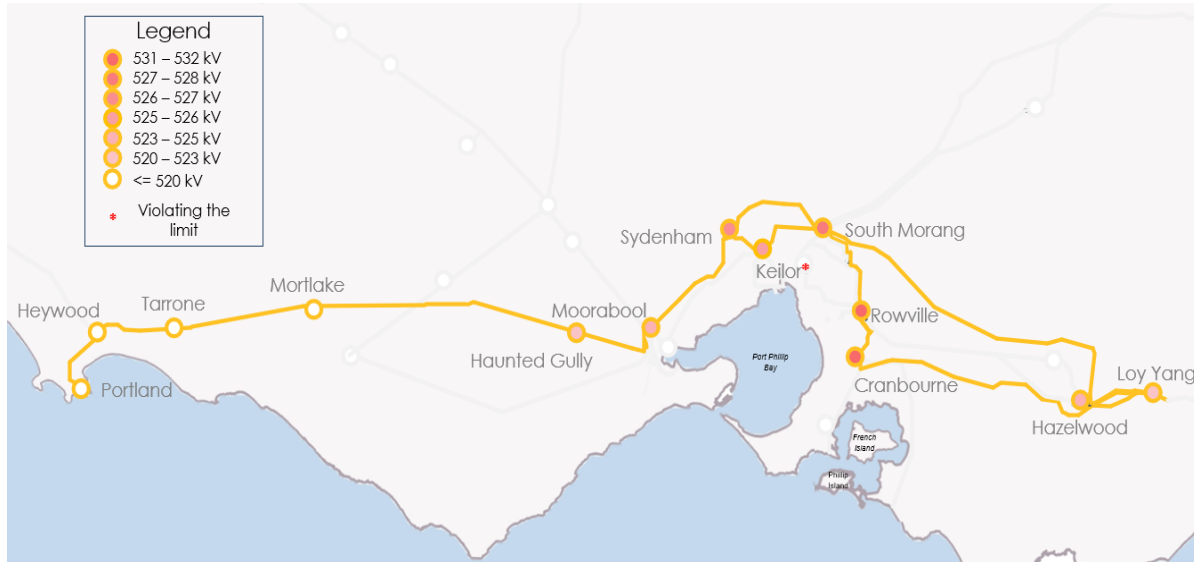 Legend
531 – 532 kV
527 – 528 kV
526 – 527 kV
525 – 526 kV
523 – 525 kV
520 – 523 kV
<= 520 kV
* Violating the
limit
Sydenham
South Morang
Keilor*
Mortlake
Tarrone
Heywood
Moorabool
Rowville
Haunted Gully
Port Phillip
Bay
Portland
Cranbourne
Loy Yang
Hazelwood
French
Island
Phillip
Island